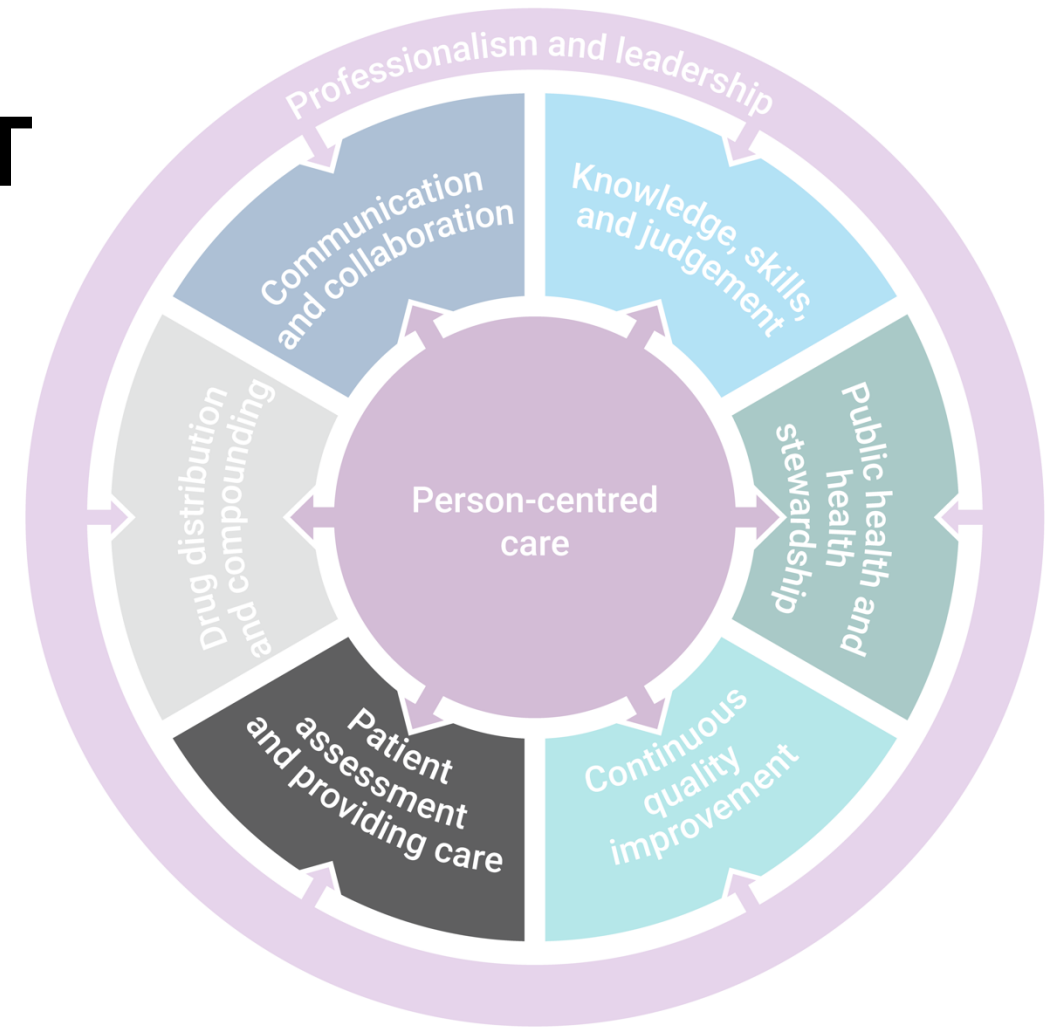 T
Professionalism and leadership
Communication
and collaboration
Knowledge, skills,
and judgement
Drug distribution
and compounding
Person-centred
care
Public health and
health
stewardship
Patient
assessment
and providing care
Continuous
quality
improvement